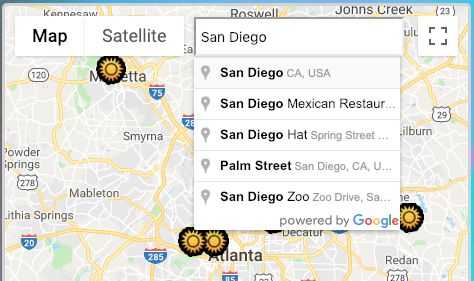 Kennesaw
Roswell
Johns Creek
Map Satellite
San Diego
120
Marietta
75
San Diego CA, USA
San Diego Mexican Restaur...
285
San Diego Hat Spring Street ...
Smyrna
Lilburn
Powder
Springs
278
Palm Street San Diego, CA, U...
78
Mableton
San Diego Zoo Zoo Drive, Sa...
Lithia Springs
278
powered by Google
20
285
Decatur
Atlanta
Redan